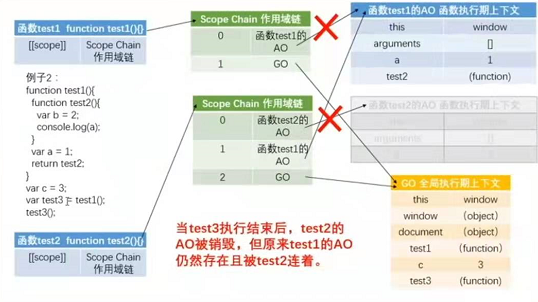 函数test1 function test1(){}
[[scope]] Scope Chain
作用域链
例子2：
function test1(){
function test2(){
var b = 2;
console.log(a);
}
var a = 1;
return test2;
}
var c = 3;
var test3 = test1();
test3();
函数test2 function test2(){}
[[scope]] Scope Chain
作用域链
Scope Chain 作用域链
0 函数test1的
AO
1 GO
Scope Chain 作用域链
0 函数test2的
AO
1 函数test1的
AO
2 GO
当test3执行结束后，test2的
AO被销毁，但原来test1的AO
仍然存在且被test2连着。
函数test1的AO 函数执行期上下文
this window
arguments []
a 1
test2 (function)
函数test2的AO 函数执行期上下文
this window
arguments []
GO 全局执行期上下文
this window
window (object)
document (object)
test1 (function)
c 3
test3 (function)